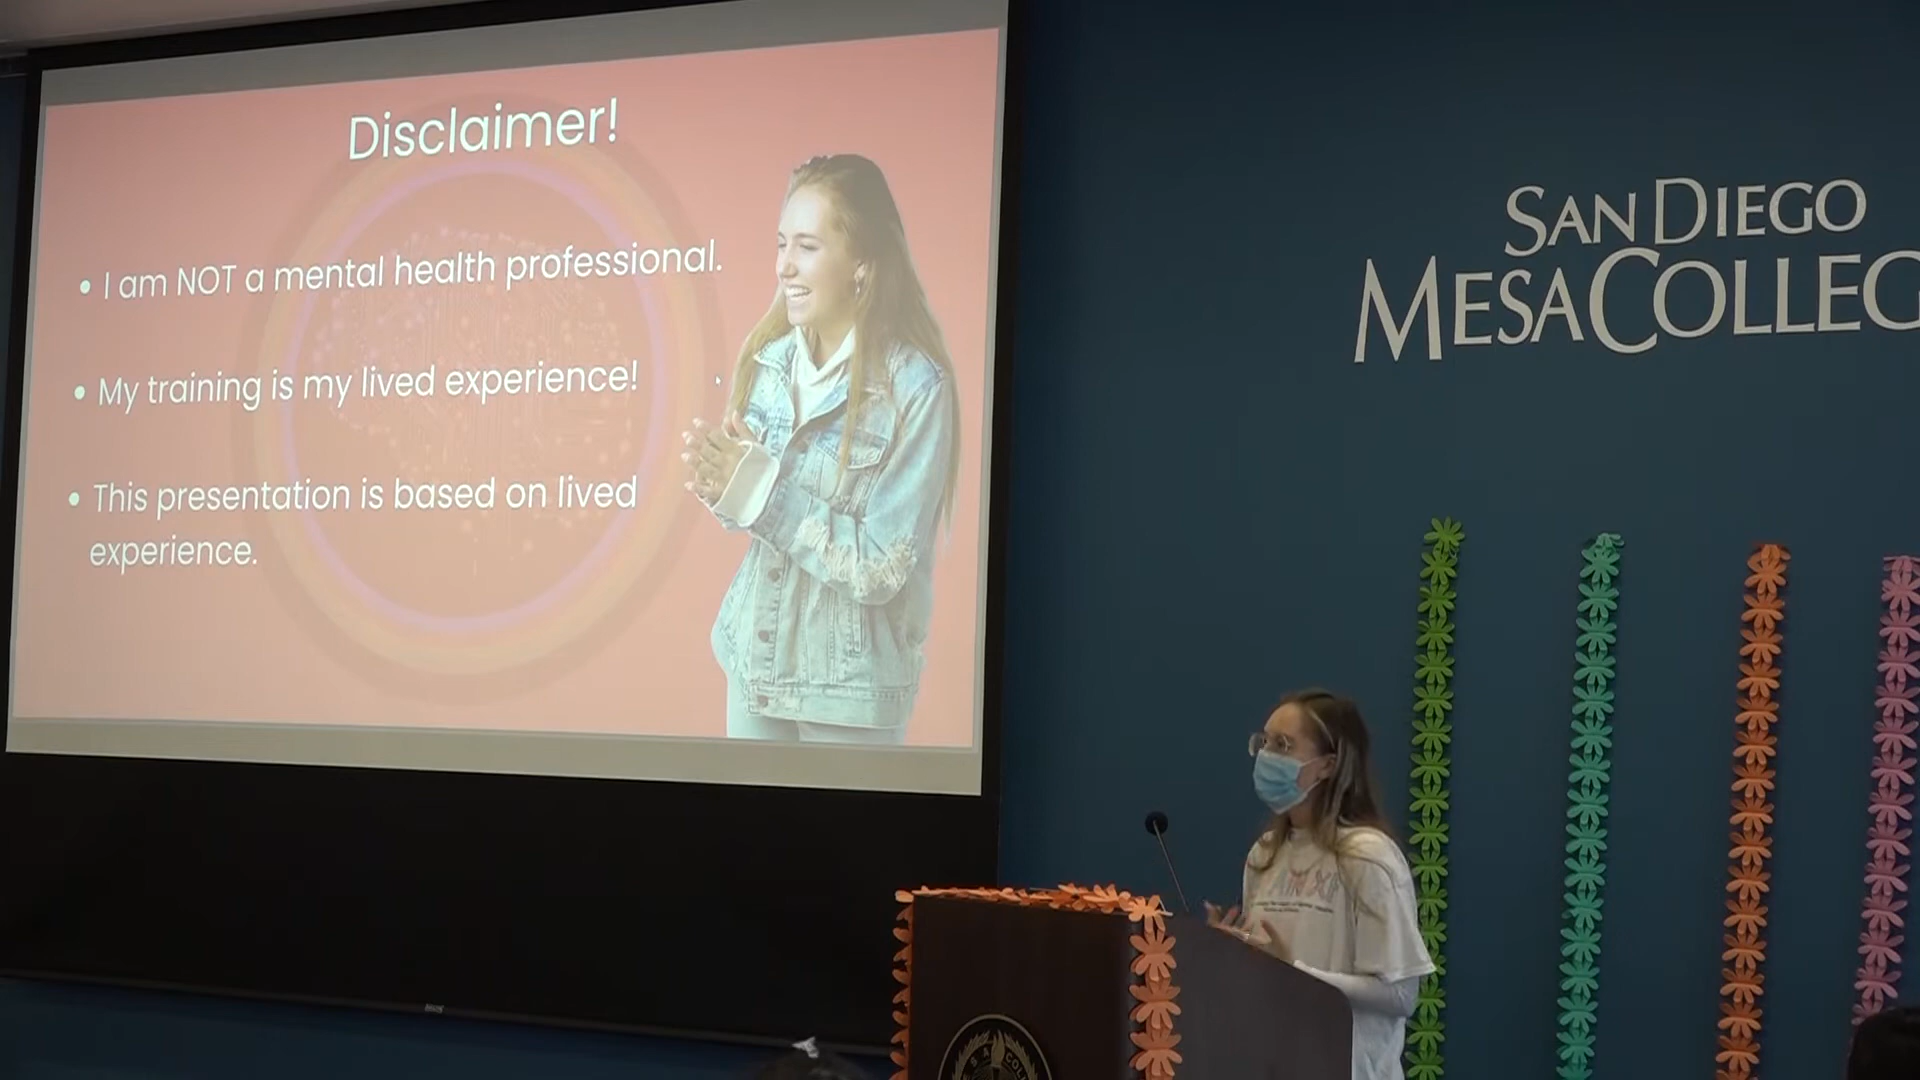 Disclaimer!
• I am NOT a mental health professional.
• My training is my lived experience!
• This presentation is based on lived
experience.
SAN DIEGO
MESA COLLEG